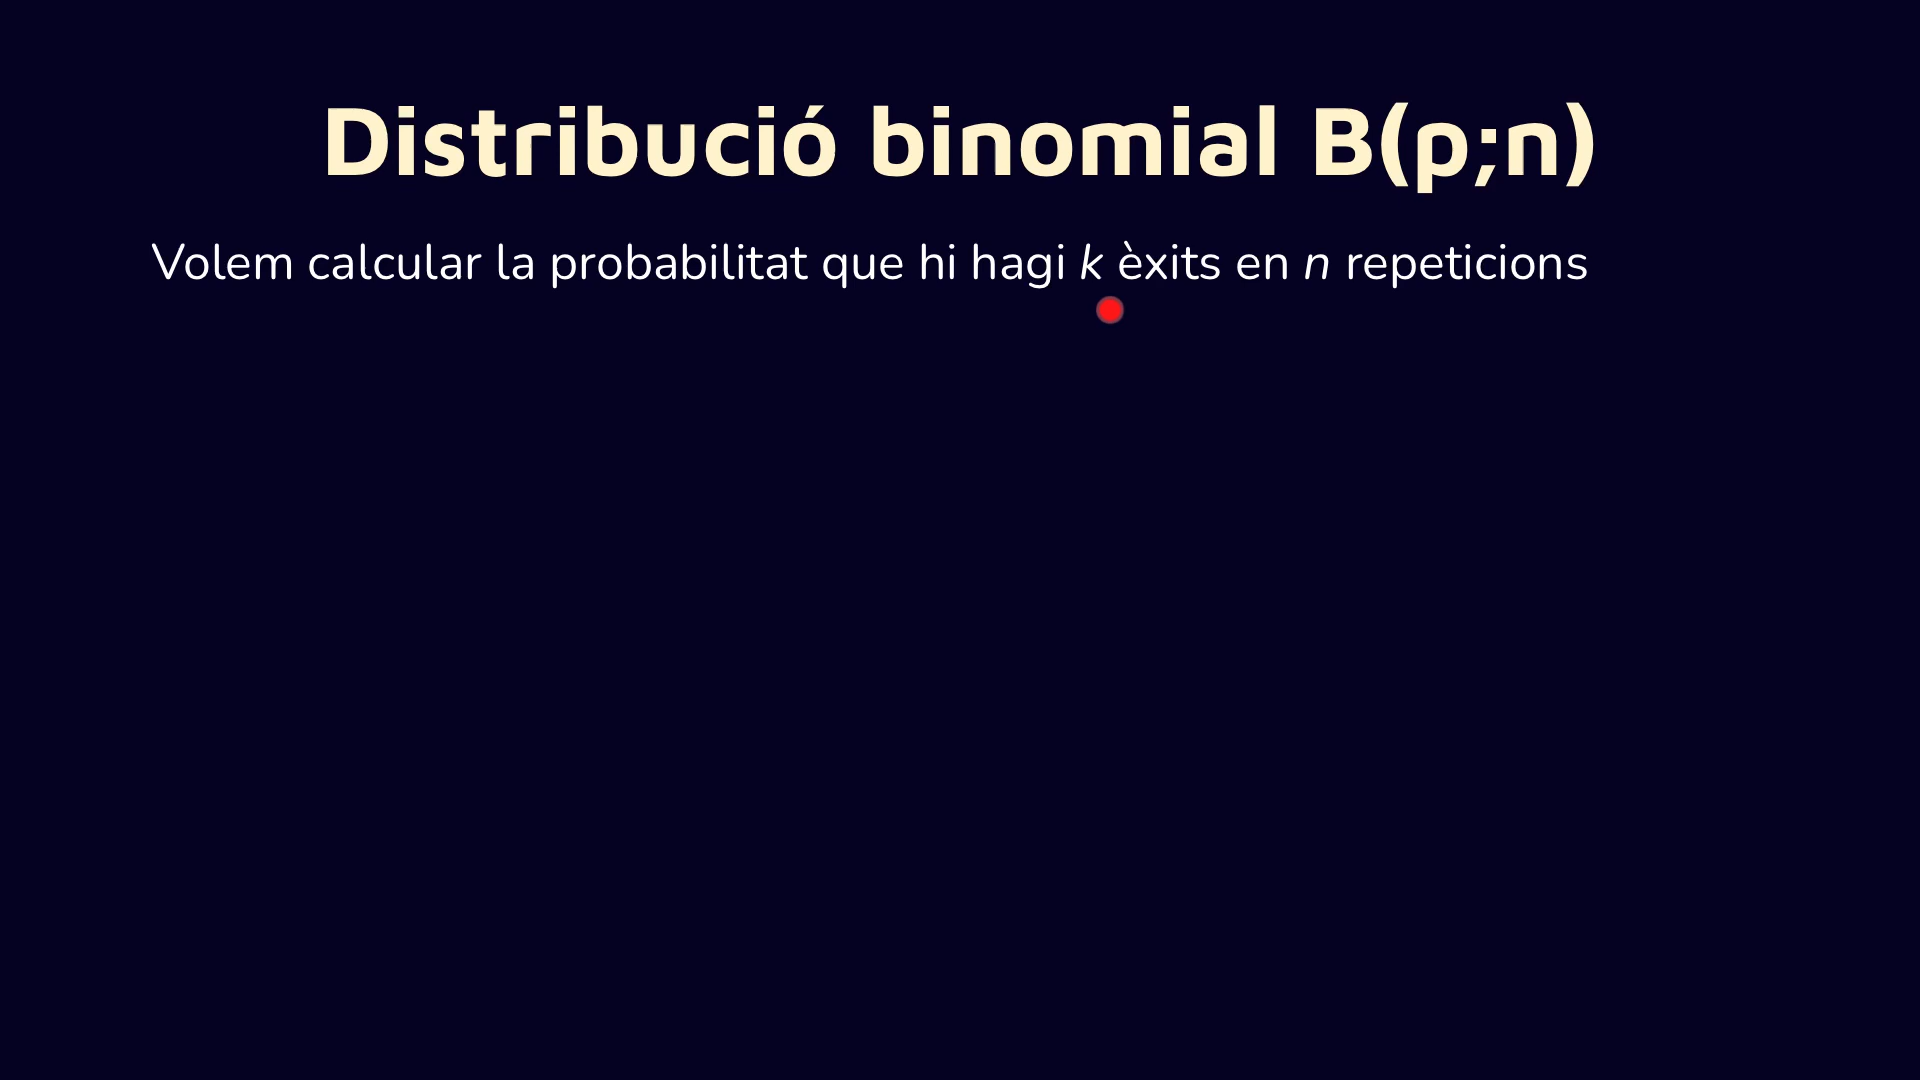 Distribució binomial B(p;n)
Volem calcular la probabilitat que hi hagi k èxits en n repeticions